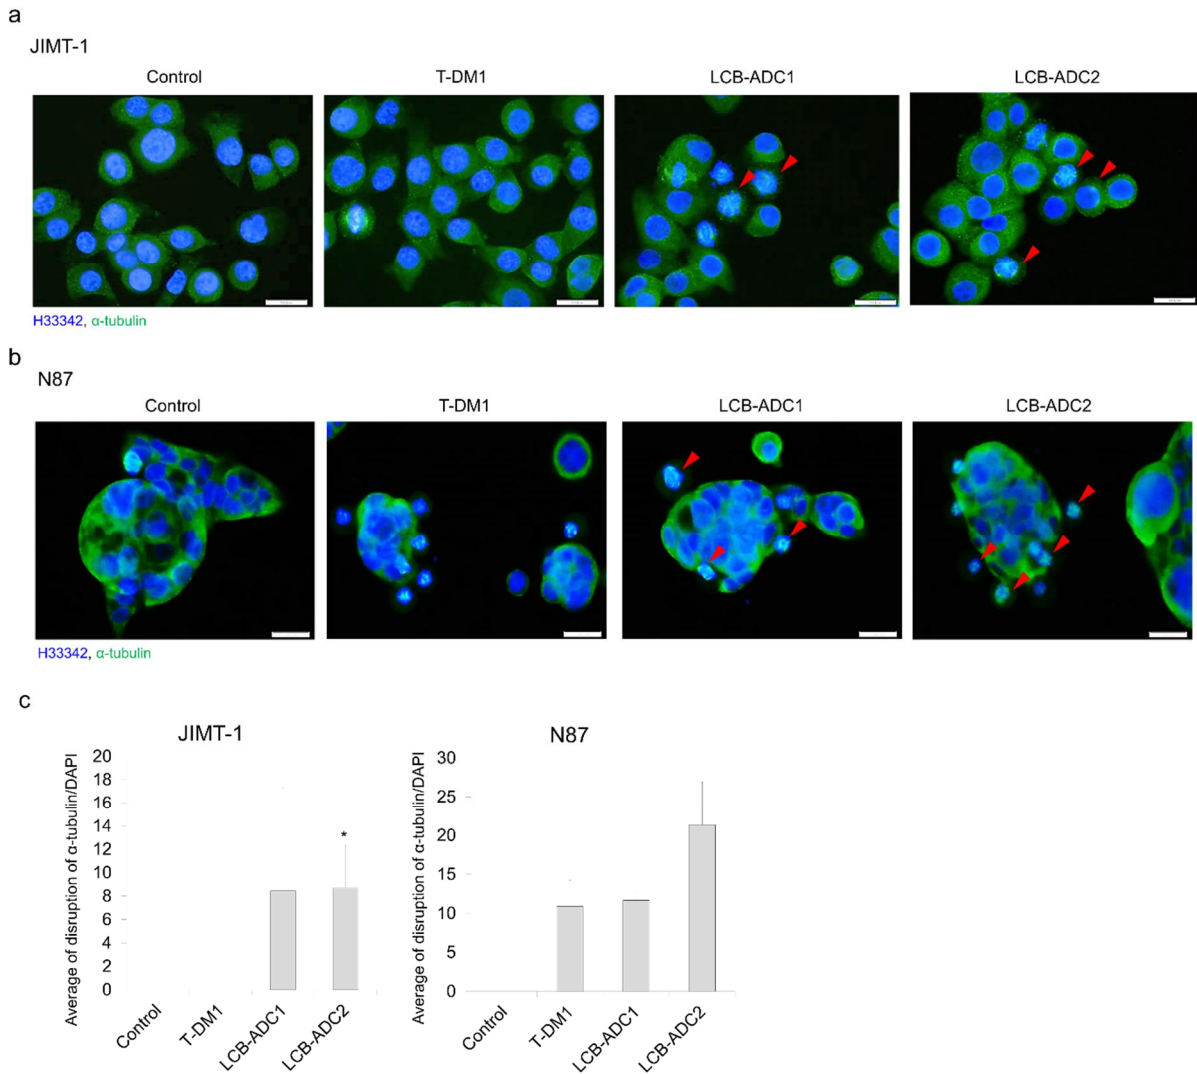 a
JIMT-1
Control T-DM1 LCB-ADC1 LCB-ADC2
H33342, α-tubulin
b
N87
Control T-DM1 LCB-ADC1 LCB-ADC2
H33342, α-tubulin
c
JIMT-1
Average of disruption of α-tubulin/DAPI
20
18
16
14
12
10
8
6
4
2
0
*
Control T-DM1 LCB-ADC1 LCB-ADC2
N87
Average of disruption of α-tubulin/DAPI
30
25
20
15
10
5
0
Control T-DM1 LCB-ADC1 LCB-ADC2